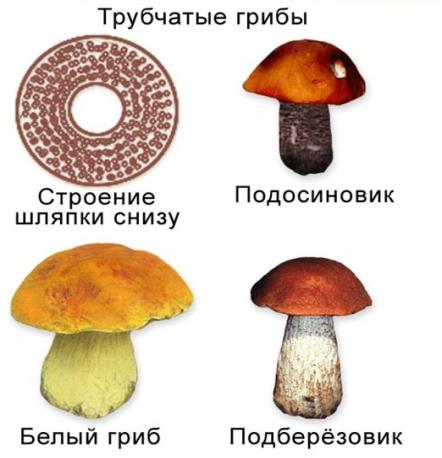 Трубчатые грибы
Строение
шляпки снизу
Подосиновик
Белый гриб
Подберёзовик